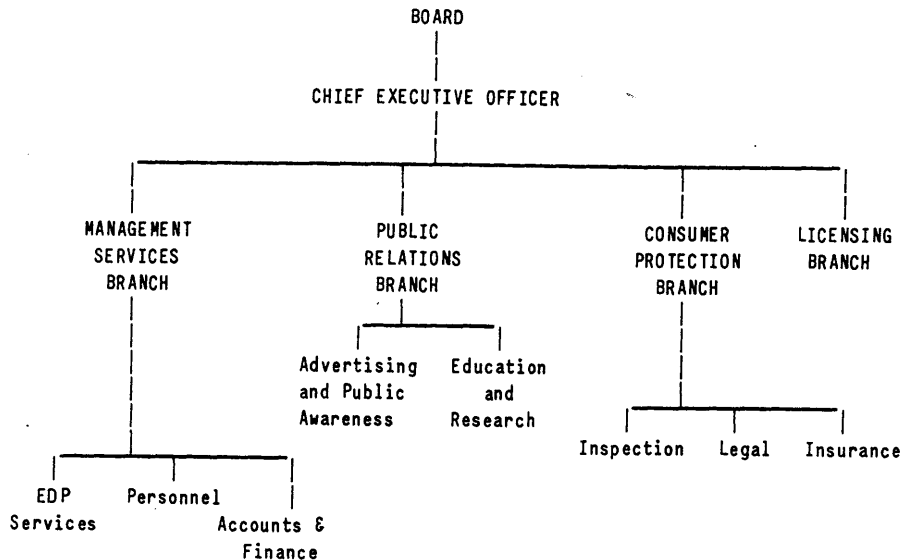 BOARD
CHIEF EXECUTIVE OFFICER
MANAGEMENT
SERVICES
BRANCH
PUBLIC
RELATIONS
BRANCH
CONSUMER
PROTECTION
BRANCH
LICENSING
BRANCH
Advertising
and Public
Awareness
Education
and
Research
Inspection
Legal
Insurance
EDP
Services
Personnel
Accounts &
Finance